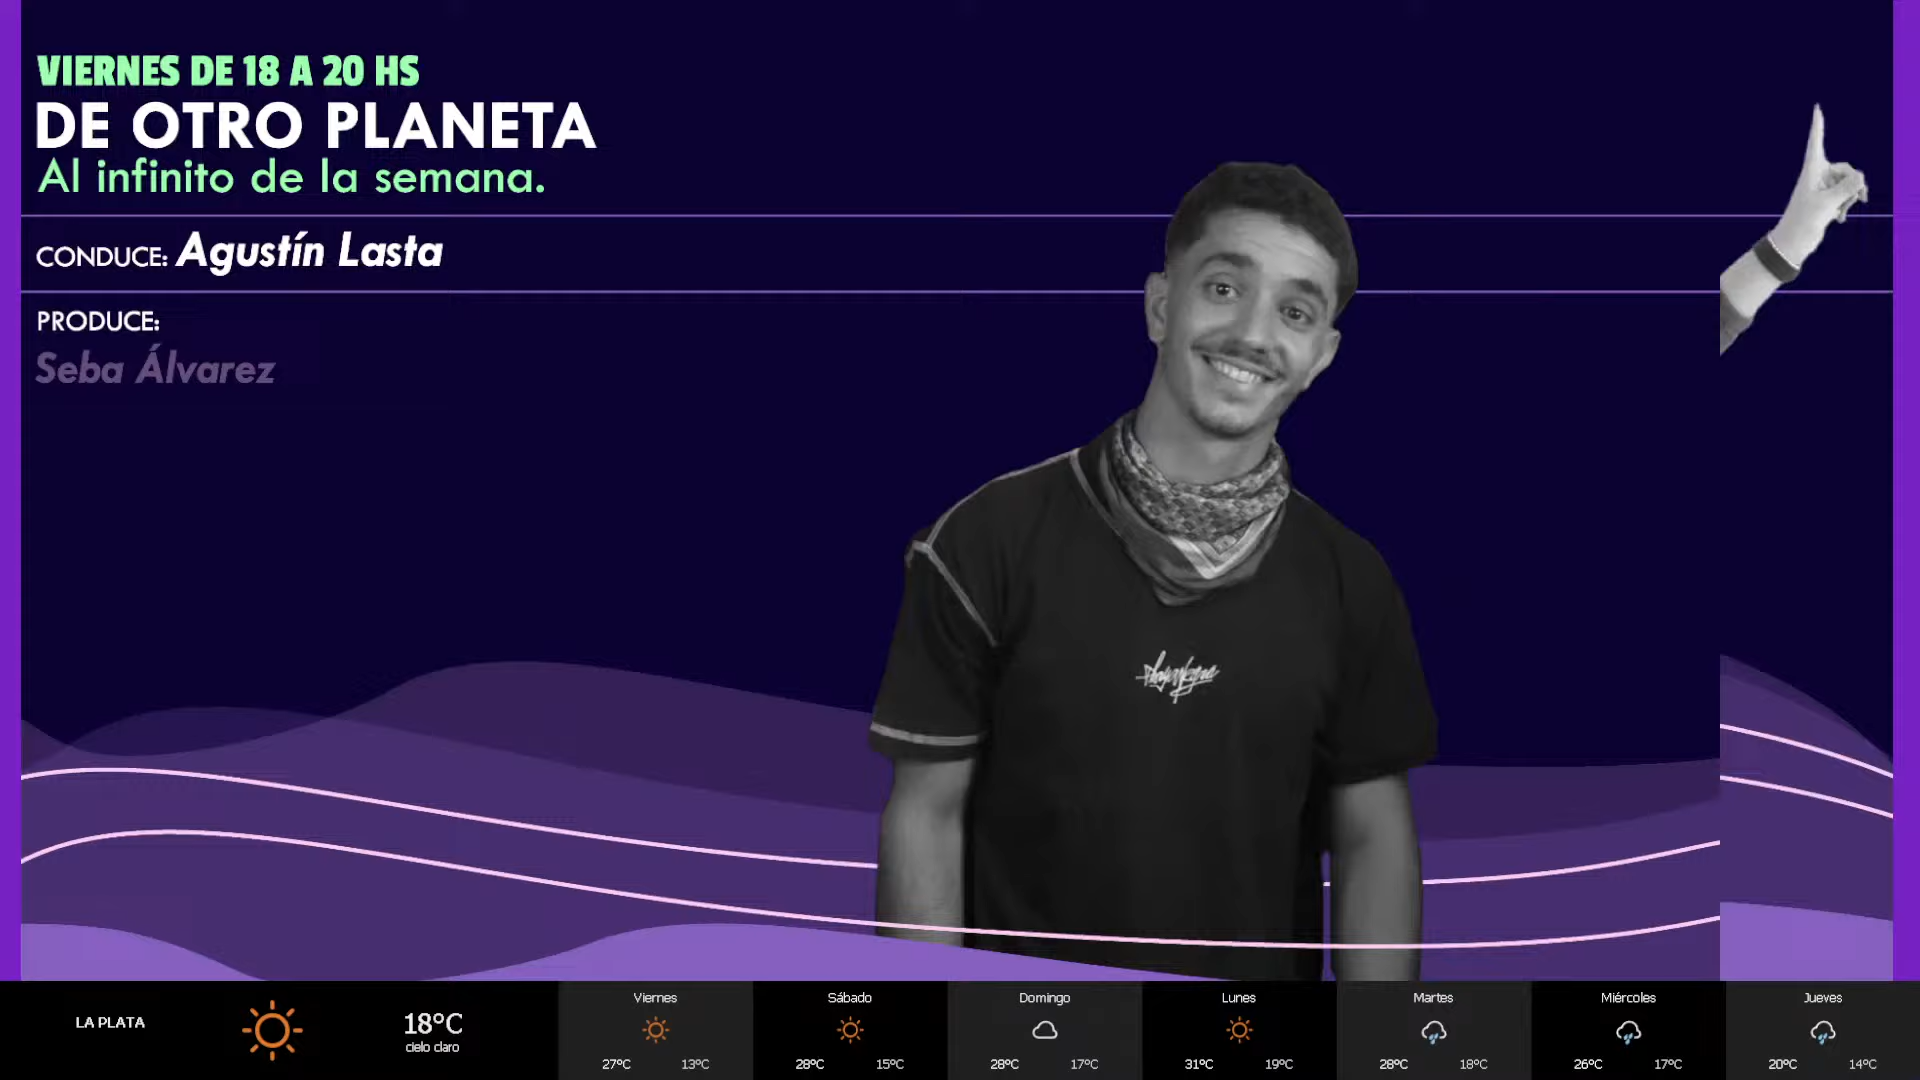 VIERNES DE 18 A 20 HS
DE OTRO PLANETA
Al infinito de la semana.
CONDUCE: Agustín Lasta
PRODUCE:
Seba Álvarez
LA PLATA
18°C
cielo claro
Viernes
27°C 13°C
Sábado
28°C 15°C
Domingo
28°C 17°C
Lunes
31°C 19°C
Martes
28°C 18°C
Miércoles
26°C 17°C
Jueves
20°C 14°C